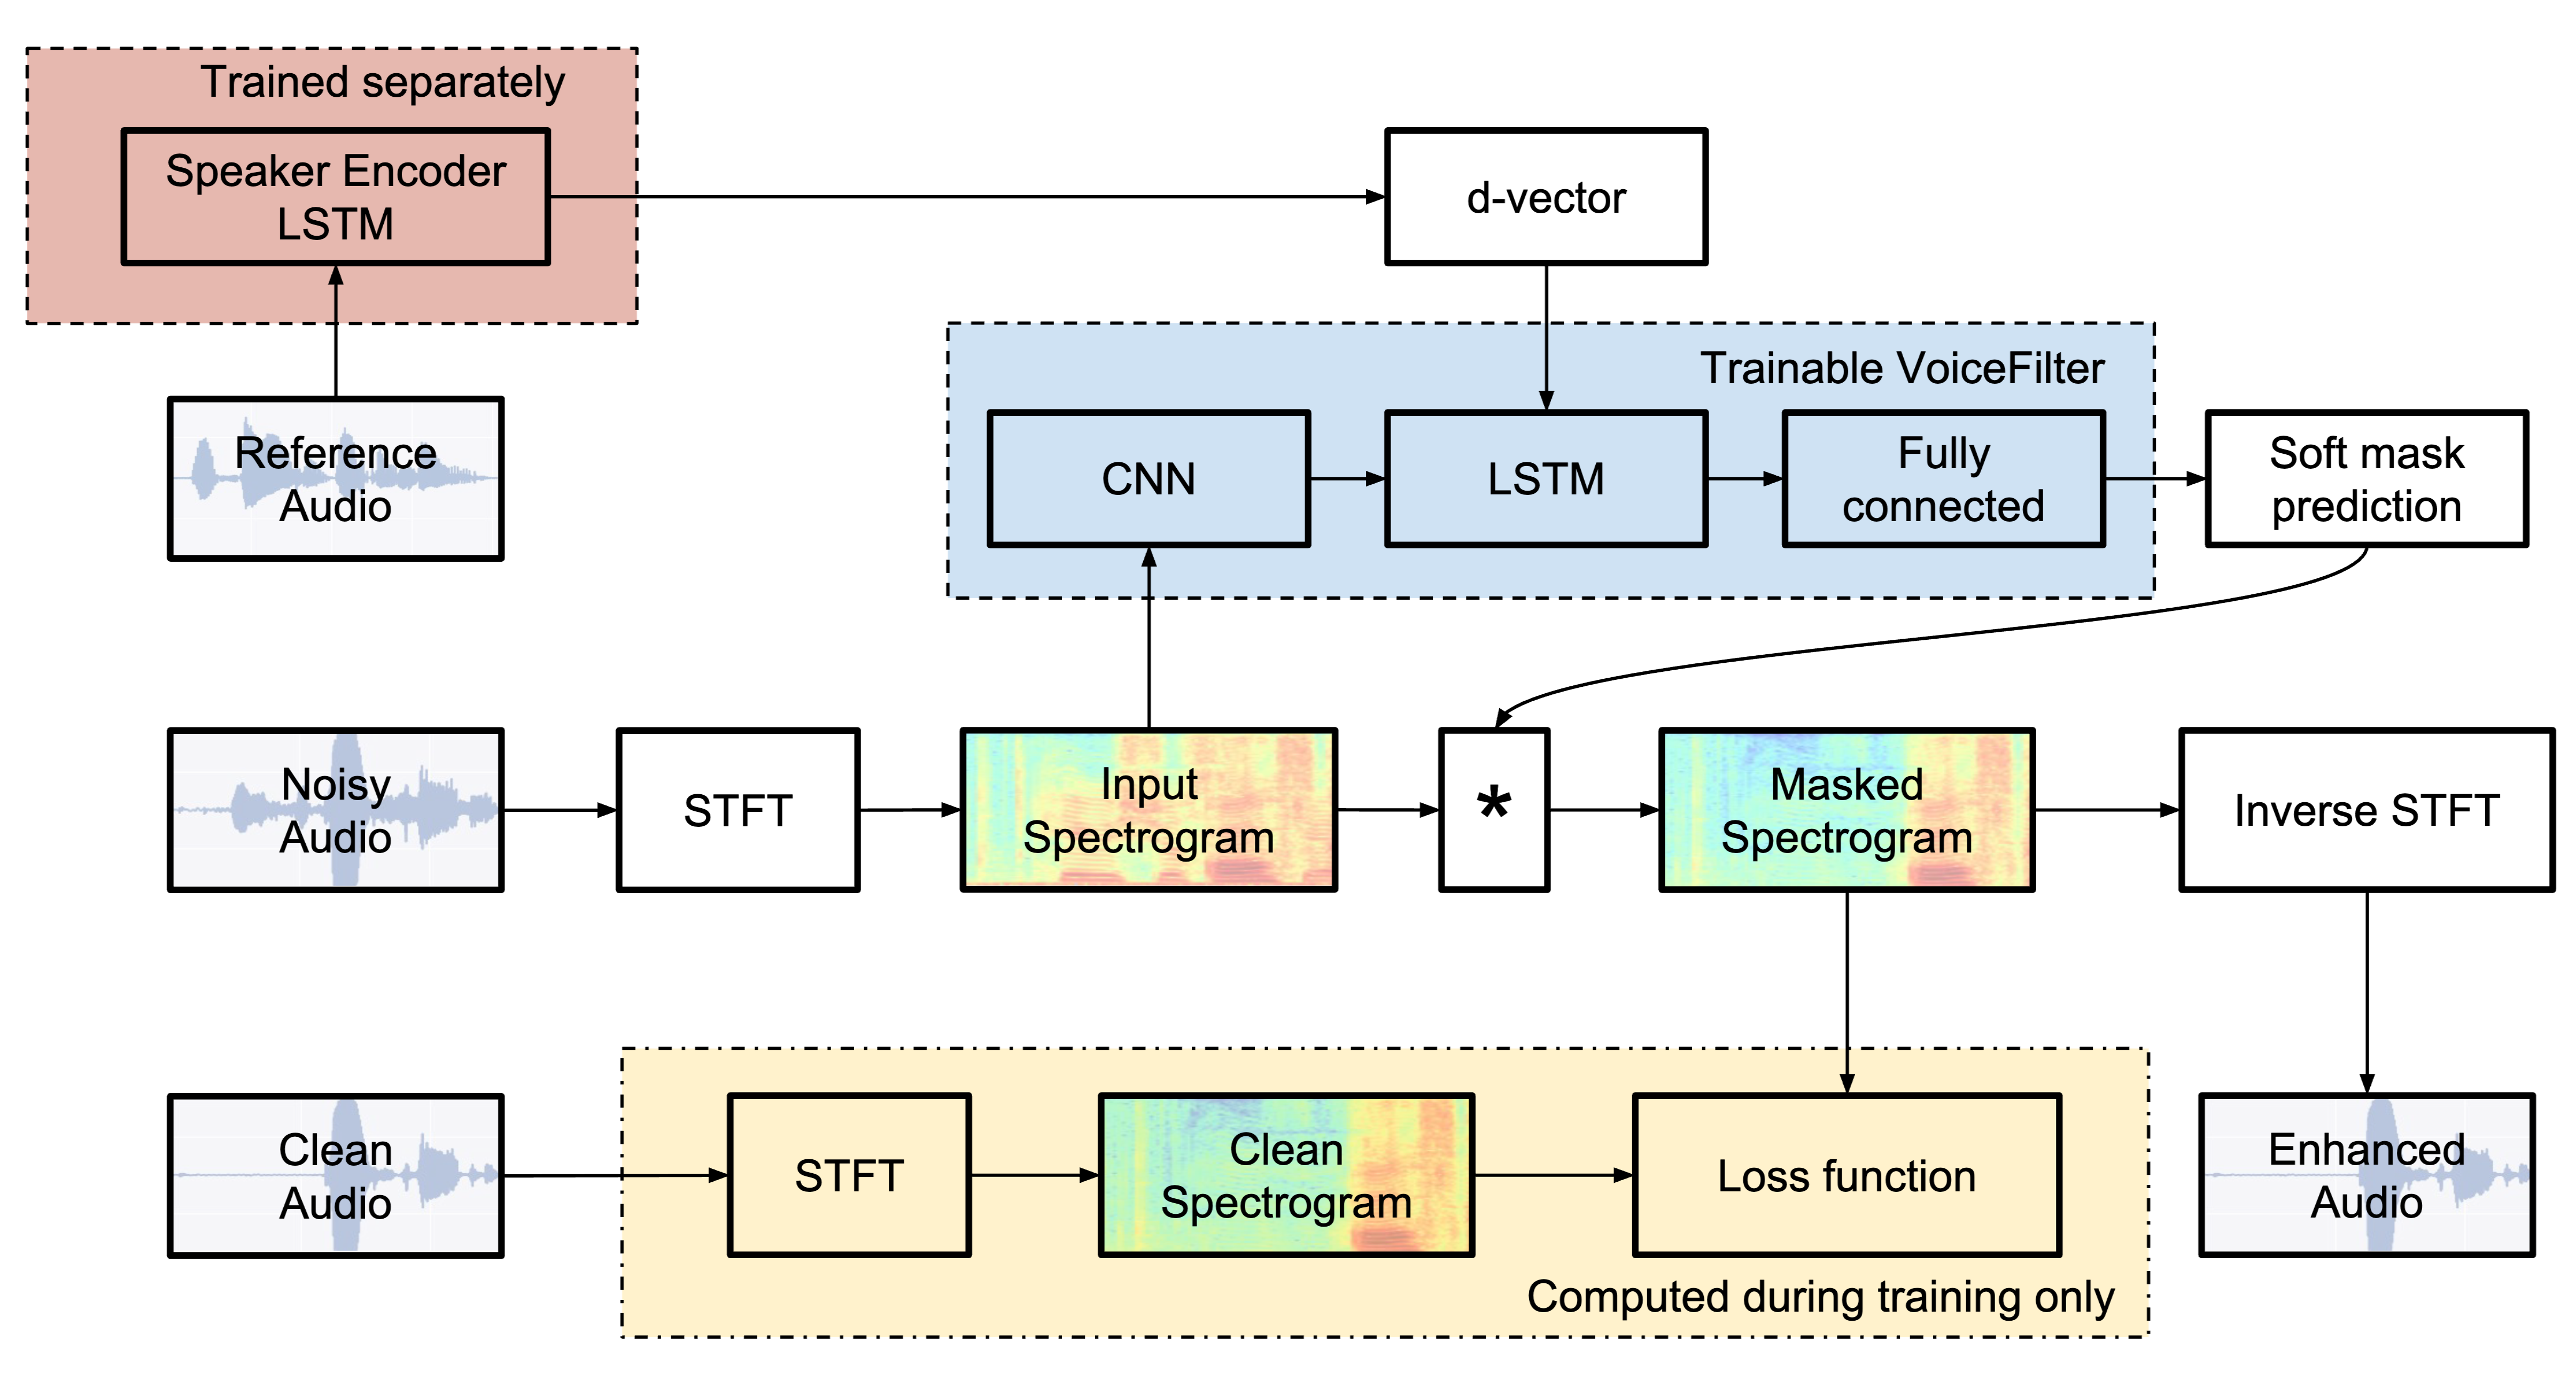 Trained separately
Speaker Encoder
LSTM
d-vector
Trainable VoiceFilter
Reference
Audio
CNN
LSTM
Fully
connected
Soft mask
prediction
Noisy
Audio
STFT
Input
Spectrogram
*
Masked
Spectrogram
Inverse STFT
Clean
Audio
STFT
Clean
Spectrogram
Loss function
Enhanced
Audio
Computed during training only